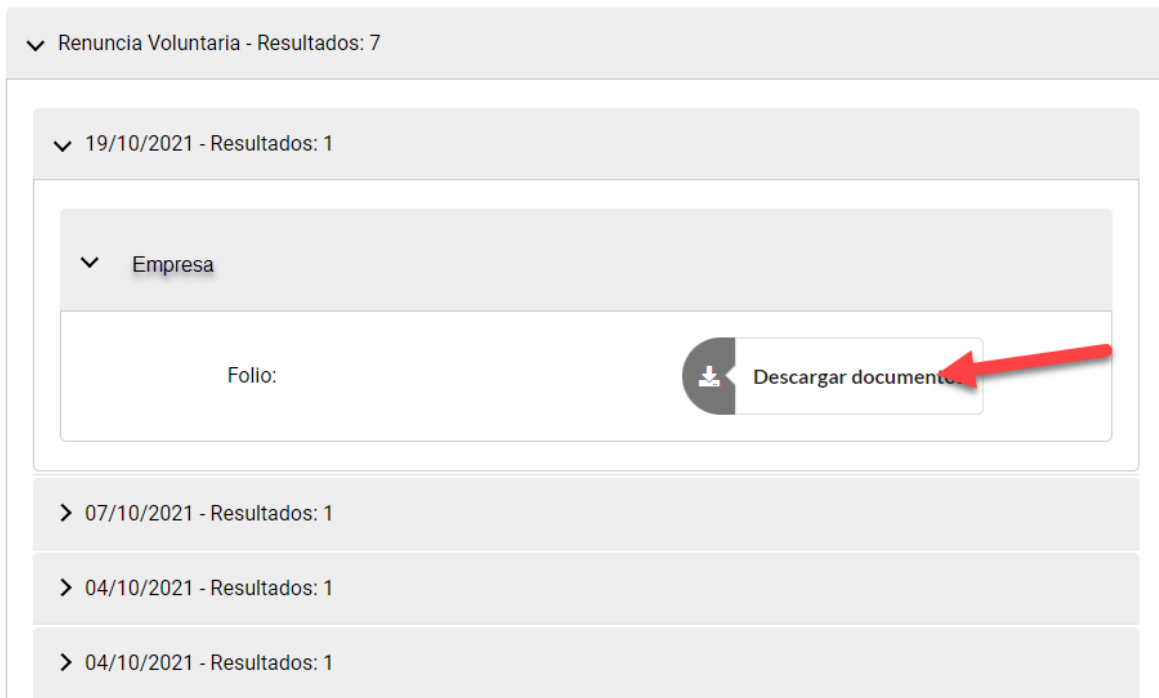 Renuncia Voluntaria - Resultados: 7
19/10/2021 - Resultados: 1
Empresa
Folio:
Descargar documentos
07/10/2021 - Resultados: 1
04/10/2021 - Resultados: 1
04/10/2021 - Resultados: 1